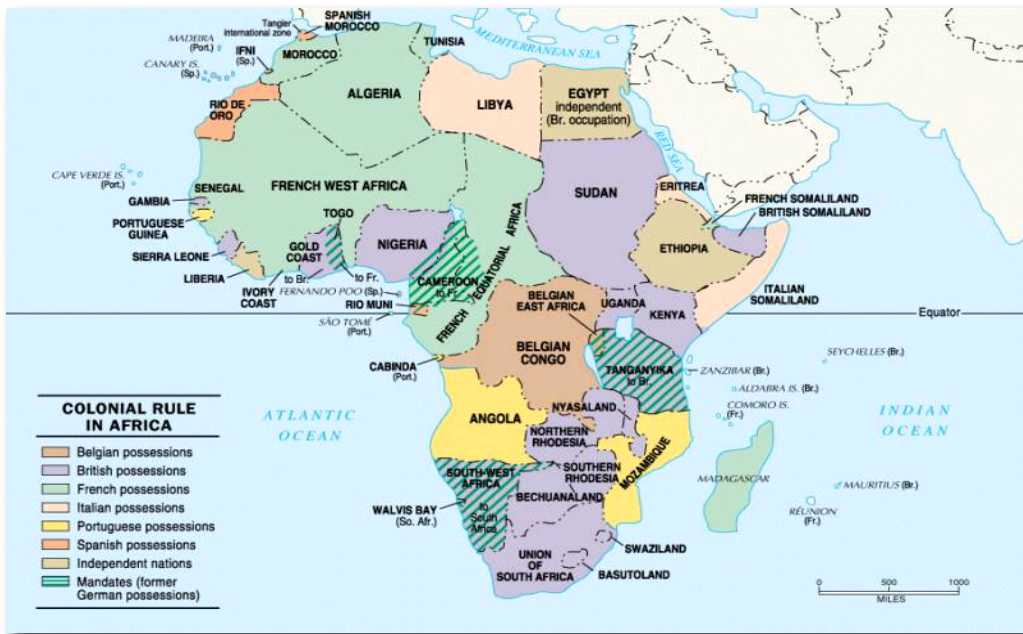 SPANISH
MOROCCO
Tangier
international zone
MADEIRA
(Port.)
IFNI
(Sp.)
CANARY IS.
(Sp.)
MOROCCO
TUNISIA
MEDITERRANEAN SEA
RIO DE
ORO
ALGERIA
LIBYA
EGYPT
independent
(Br. occupation)
RED SEA
CAPE VERDE IS.
(Port.)
SENEGAL
FRENCH WEST AFRICA
SUDAN
ERITREA
FRENCH SOMALILAND
BRITISH SOMALILAND
GAMBIA
PORTUGUESE
GUINEA
TOGO
SIERRA LEONE
GOLD
COAST
NIGERIA
ETHIOPIA
LIBERIA
to Br.
to Fr.
IVORY
COAST
FERNANDO POO (Sp.)
CAMEROON
to Fr.
FRENCH EQUATORIAL AFRICA
ITALIAN
SOMALILAND
RIO MUNI
SÃO TOMÉ
(Port.)
BELGIAN
EAST AFRICA
UGANDA
KENYA
Equator
CABINDA
(Port.)
BELGIAN
CONGO
TANGANYIKA
to Br.
SEYCHELLES (Br.)
ZANZIBAR (Br.)
ALDABRA IS. (Br.)
COMORO IS.
(Fr.)
ATLANTIC
OCEAN
INDIAN
OCEAN
ANGOLA
NYASALAND
NORTHERN
RHODESIA
MOZAMBIQUE
SOUTHERN
RHODESIA
SOUTH-WEST
AFRICA
to
South
Africa
BECHUANALAND
MADAGASCAR
MAURITIUS (Br.)
RÉUNION
(Fr.)
WALVIS BAY
(So. Afr.)
UNION
OF
SOUTH AFRICA
SWAZILAND
BASUTOLAND
COLONIAL RULE
IN AFRICA
Belgian possessions
British possessions
French possessions
Italian possessions
Portuguese possessions
Spanish possessions
Independent nations
Mandates (former
German possessions)
0 500 1000
MILES